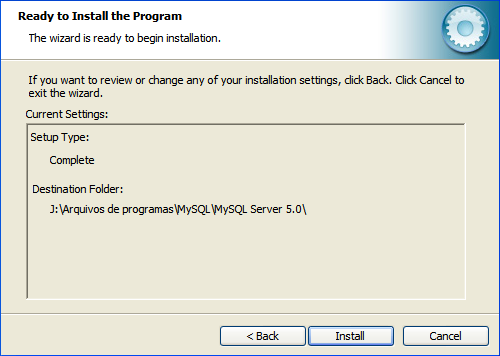 Ready to Install the Program
The wizard is ready to begin installation.
If you want to review or change any of your installation settings, click Back. Click Cancel to
exit the wizard.
Current Settings:
Setup Type:
Complete
Destination Folder:
J:\Arquivos de programas\MySQL\MySQL Server 5.0\
< Back
Install
Cancel